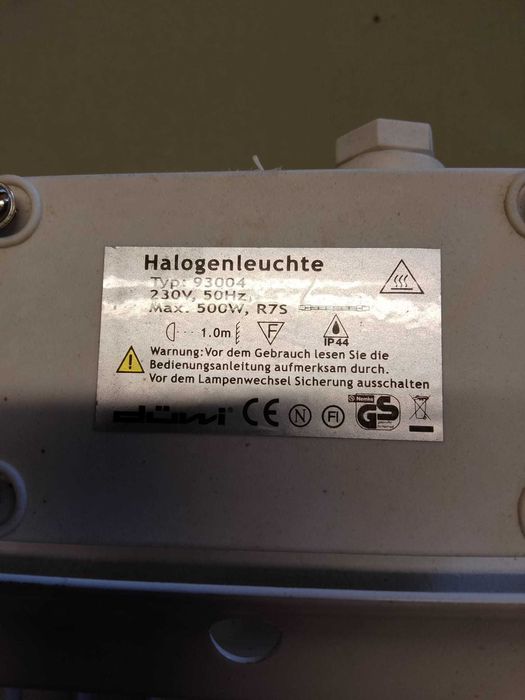 Halogenleuchte
Typ: 93004
230V, 50Hz
Max. 500W, R7S
1.0m F IP44
Warnung: Vor dem Gebrauch lesen Sie die
Bedienungsanleitung aufmerksam durch.
Vor dem Lampenwechsel Sicherung ausschalten
düwi® CE N FI Nemko GS